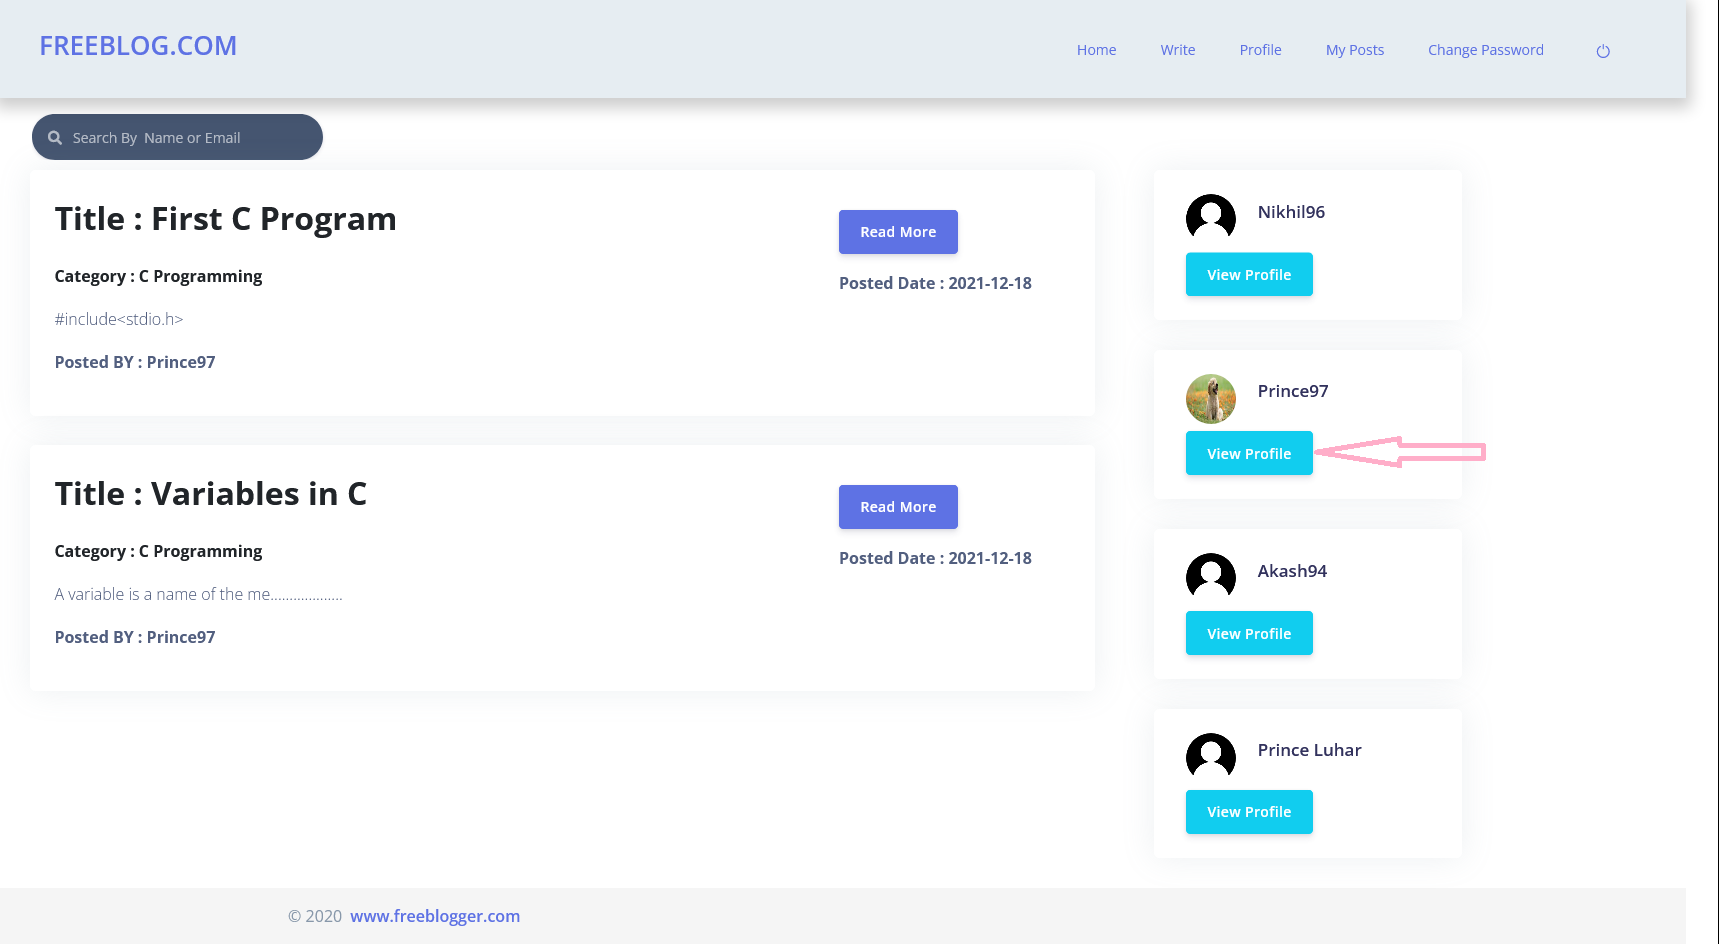 FREEBLOG.COM
Home Write Profile My Posts Change Password
Search By  Name or Email
Title : First C Program
Read More
Category : C Programming
Posted Date : 2021-12-18
#include<stdio.h>
Posted BY : Prince97
Title : Variables in C
Read More
Category : C Programming
Posted Date : 2021-12-18
A variable is a name of the me...................
Posted BY : Prince97
Nikhil96
View Profile
Prince97
View Profile
Akash94
View Profile
Prince Luhar
View Profile
© 2020 www.freeblogger.com